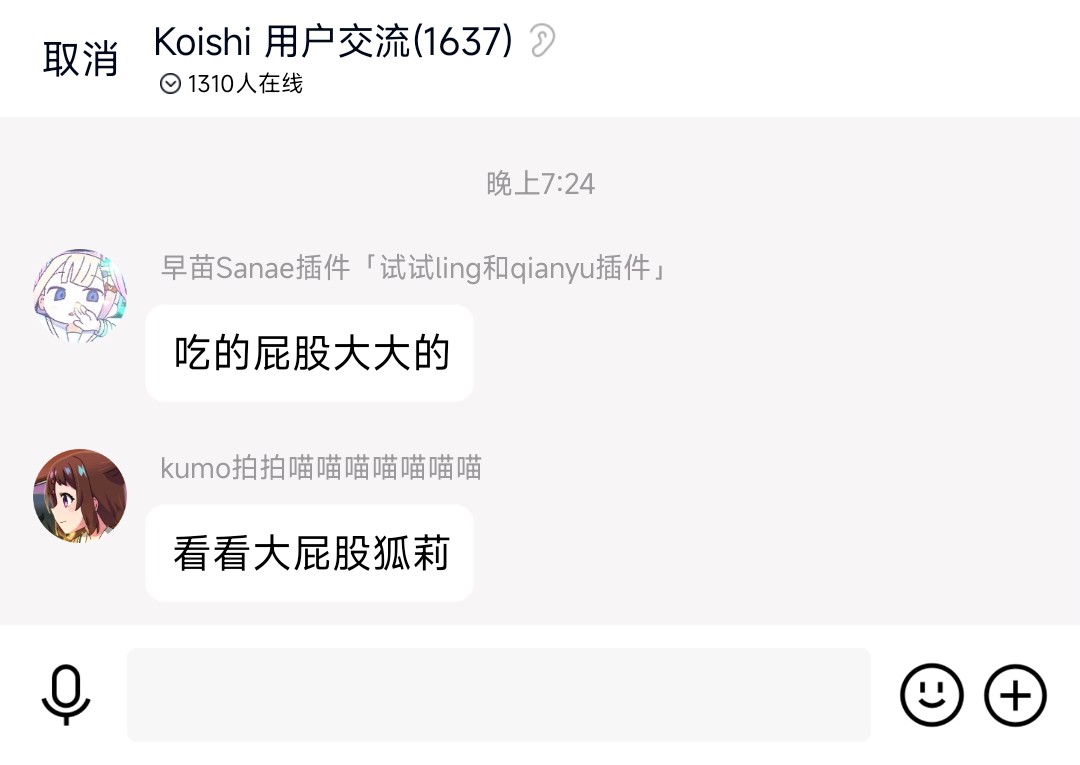 取消
Koishi 用户交流(1637)
1310人在线
晚上7:24
早苗Sanae插件「试试ling和qianyu插件」
吃的屁股大大的
kumo拍拍喵喵喵喵喵喵喵
看看大屁股狐莉